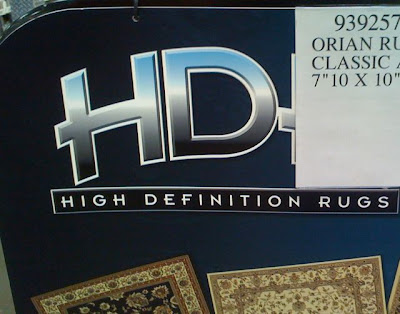 939257
ORIAN RU
CLASSIC A
7"10 X 10"
HD-
HIGH DEFINITION RUGS